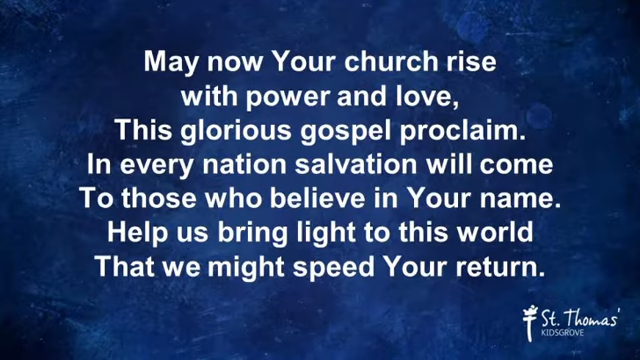 May now Your church rise
with power and love,
This glorious gospel proclaim.
In every nation salvation will come
To those who believe in Your name.
Help us bring light to this world
That we might speed Your return.
St. Thomas'
KIDSGROVE